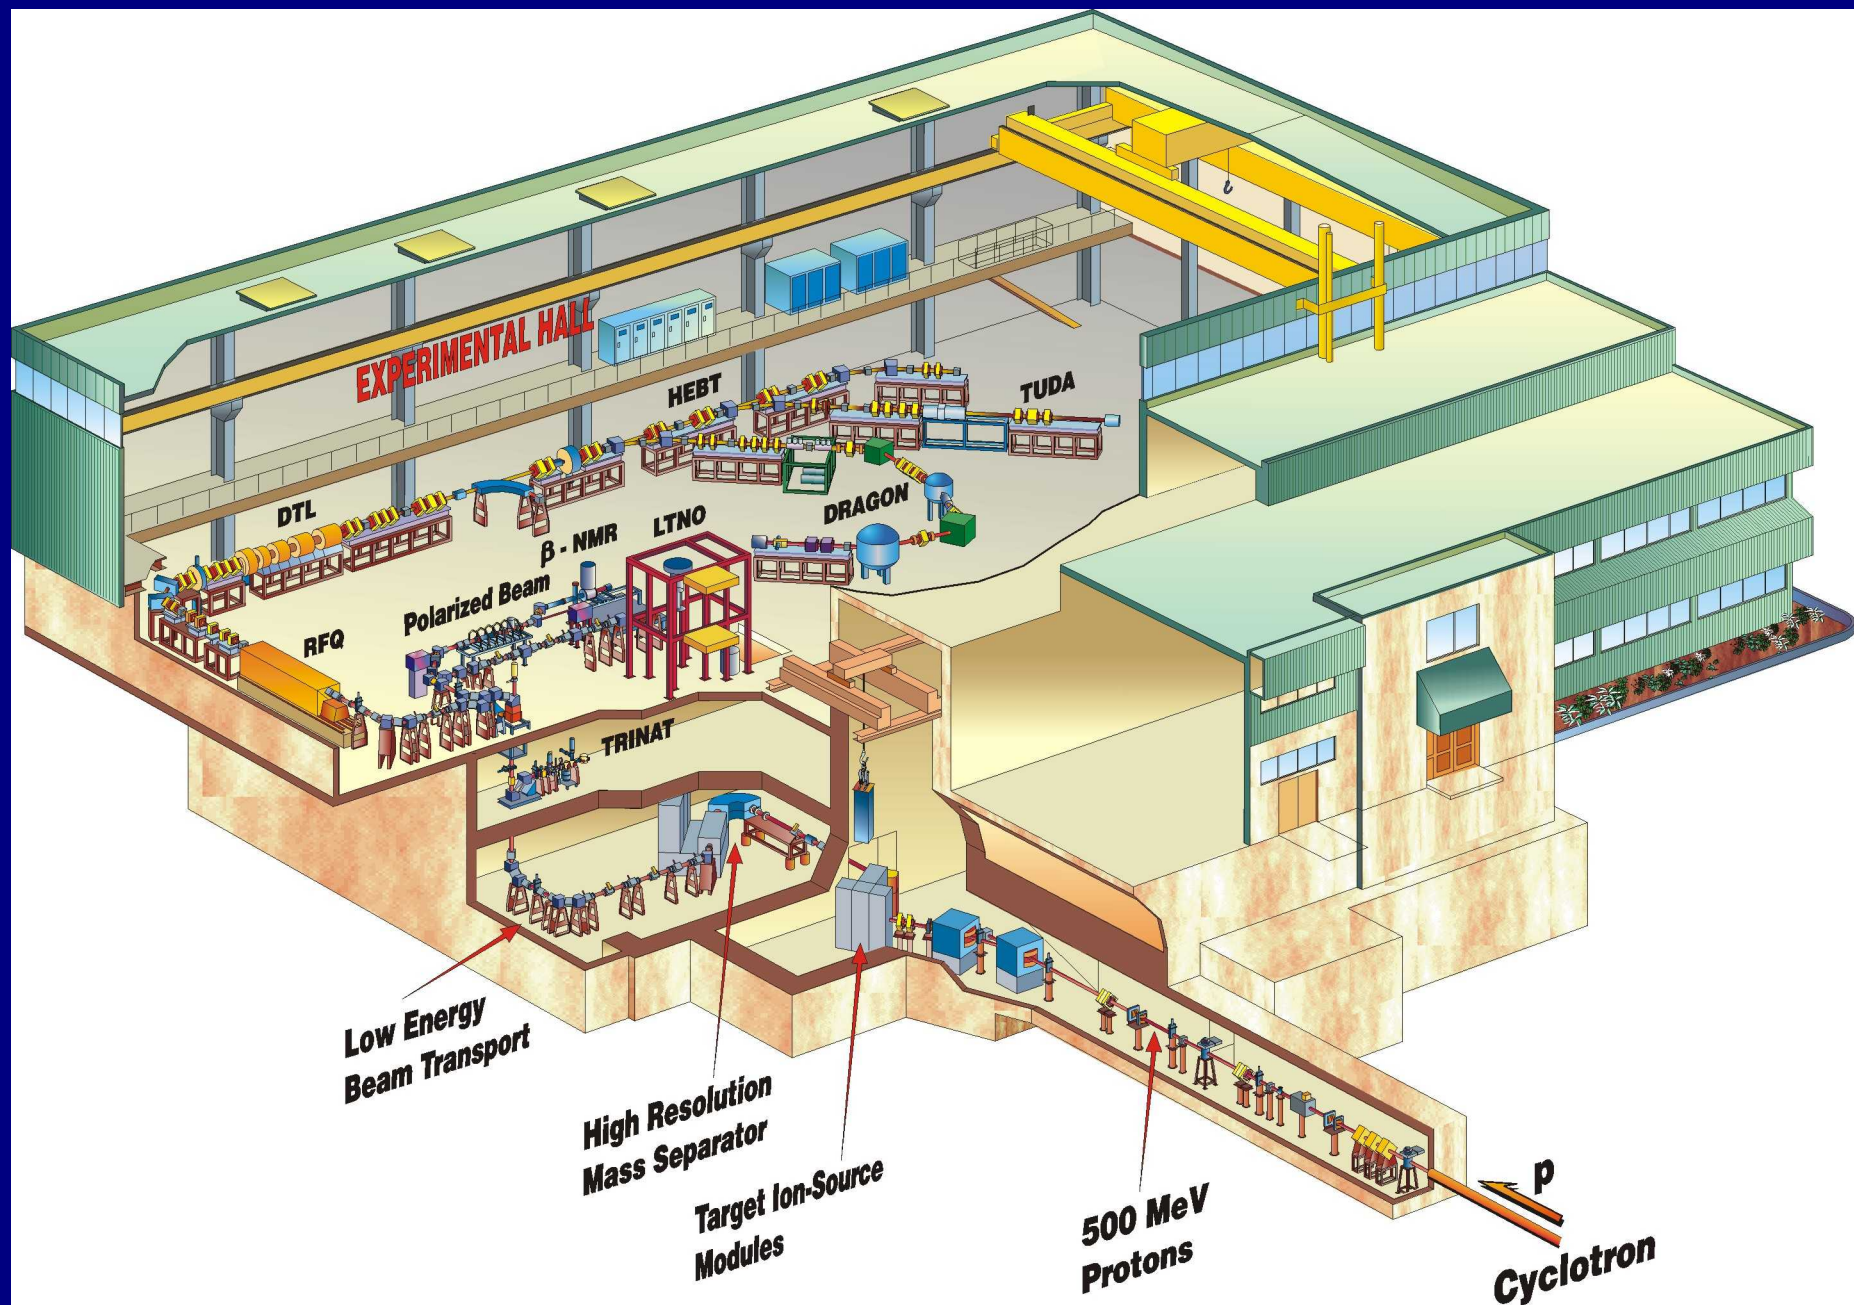 EXPERIMENTAL HALL
HEBT
TUDA
DTL
β - NMR
LTNO
DRAGON
Polarized Beam
RFQ
TRINAT
Low Energy
Beam Transport
High Resolution
Mass Separator
Target Ion-Source
Modules
500 MeV
Protons
p
Cyclotron